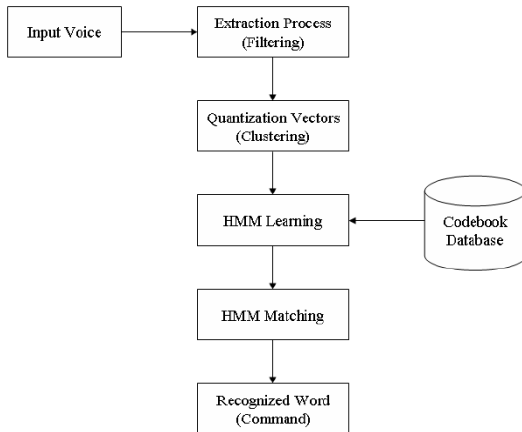 Input Voice
Extraction Process
(Filtering)
Quantization Vectors
(Clustering)
HMM Learning
Codebook
Database
HMM Matching
Recognized Word
(Command)